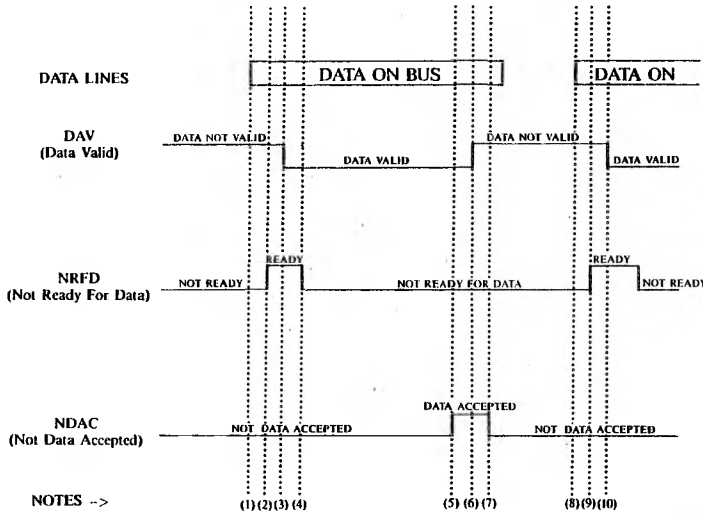 DATA LINES DATA ON BUS DATA ON
DAV
(Data Valid)
DATA NOT VALID DATA VALID DATA NOT VALID DATA VALID
NRFD
(Not Ready For Data)
NOT READY READY NOT READY FOR DATA READY NOT READY
NDAC
(Not Data Accepted)
NOT DATA ACCEPTED DATA ACCEPTED NOT DATA ACCEPTED
NOTES --> (1) (2) (3) (4) (5) (6) (7) (8) (9) (10)